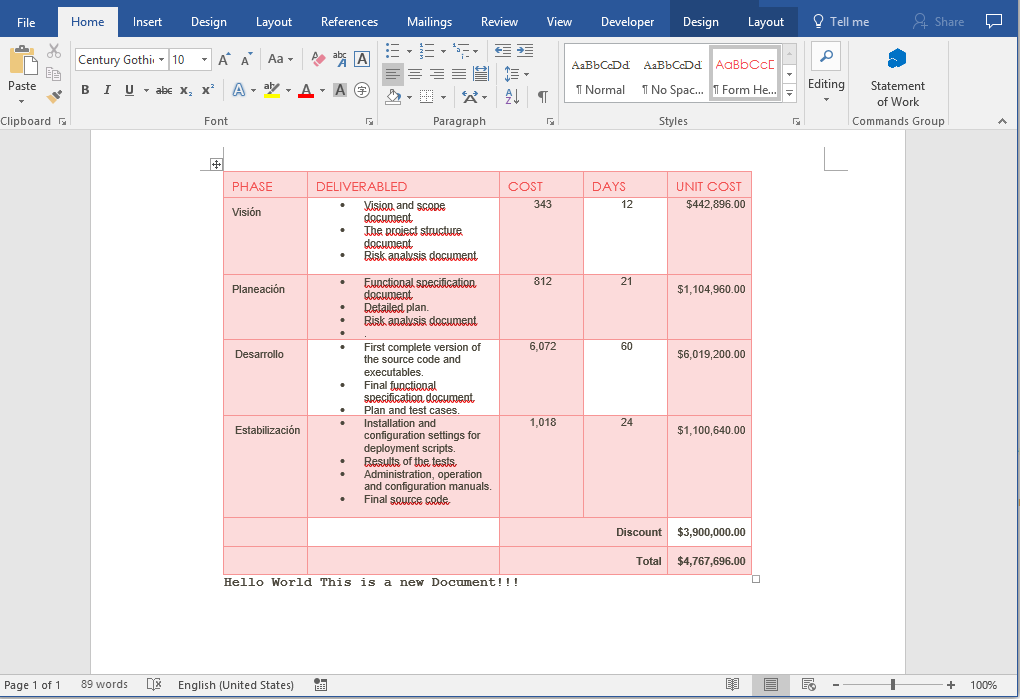 File Home Insert Design Layout References Mailings Review View Developer Design Layout Tell me Share
Century Gothi 10 A A Aa abc A A
AaBbCcDd AaBbCcDd AaBbCcE
Paste B I U abc x₂ x² A ab A A 字
¶ Normal ¶ No Spac... ¶ Form He...
Editing
Statement
of Work
Clipboard Font Paragraph Styles Commands Group
PHASE DELIVERABLED COST DAYS UNIT COST
Visión • Vision and scope 343 12 $442,896.00
document.
• The project structure
document.
• Risk analysis document.
Planeación • Functional specification 812 21 $1,104,960.00
document.
• Detailed plan.
• Risk analysis document.
• .
Desarrollo • First complete version of 6,072 60 $6,019,200.00
the source code and
executables.
• Final functional
specification document.
• Plan and test cases.
Estabilización • Installation and 1,018 24 $1,100,640.00
configuration settings for
deployment scripts.
• Results of the tests.
• Administration, operation
and configuration manuals.
• Final source code.
Discount $3,900,000.00
Total $4,767,696.00
Hello World This is a new Document!!!
Page 1 of 1 89 words English (United States) 100%